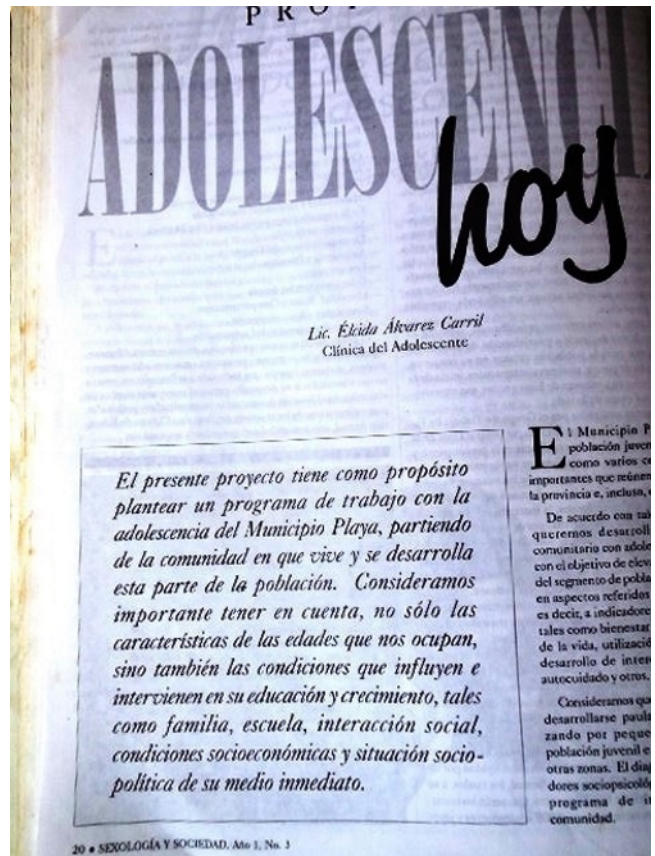 ADOLESCENCIA
hoy
Lic. Élcida Álvarez Carril
Clínica del Adolescente
El presente proyecto tiene como propósito
plantear un programa de trabajo con la
adolescencia del Municipio Playa, partiendo
de la comunidad en que vive y se desarrolla
esta parte de la población. Consideramos
importante tener en cuenta, no sólo las
características de las edades que nos ocupan,
sino también las condiciones que influyen e
intervienen en su educación y crecimiento, tales
como familia, escuela, interacción social,
condiciones socioeconómicas y situación socio-
política de su medio inmediato.
El Municipio P
población juven
como varios ce
importantes que reúnen
la provincia e, incluso,
De acuerdo con tal
queremos desarroll
comunitario con adole
con el objetivo de elev
del segmento de pobla
en aspectos referidos
es decir, a indicadore
tales como bienestar
de la vida, utilizació
desarrollo de inter
autocuidado y otros.
Consideramos qu
desarrollarse paula
zando por peque
población juvenil e
otras zonas. El diag
dores sociopsicológ
programa de in
comunidad.
20 • SEXOLOGÍA Y SOCIEDAD, Año 1, No. 3